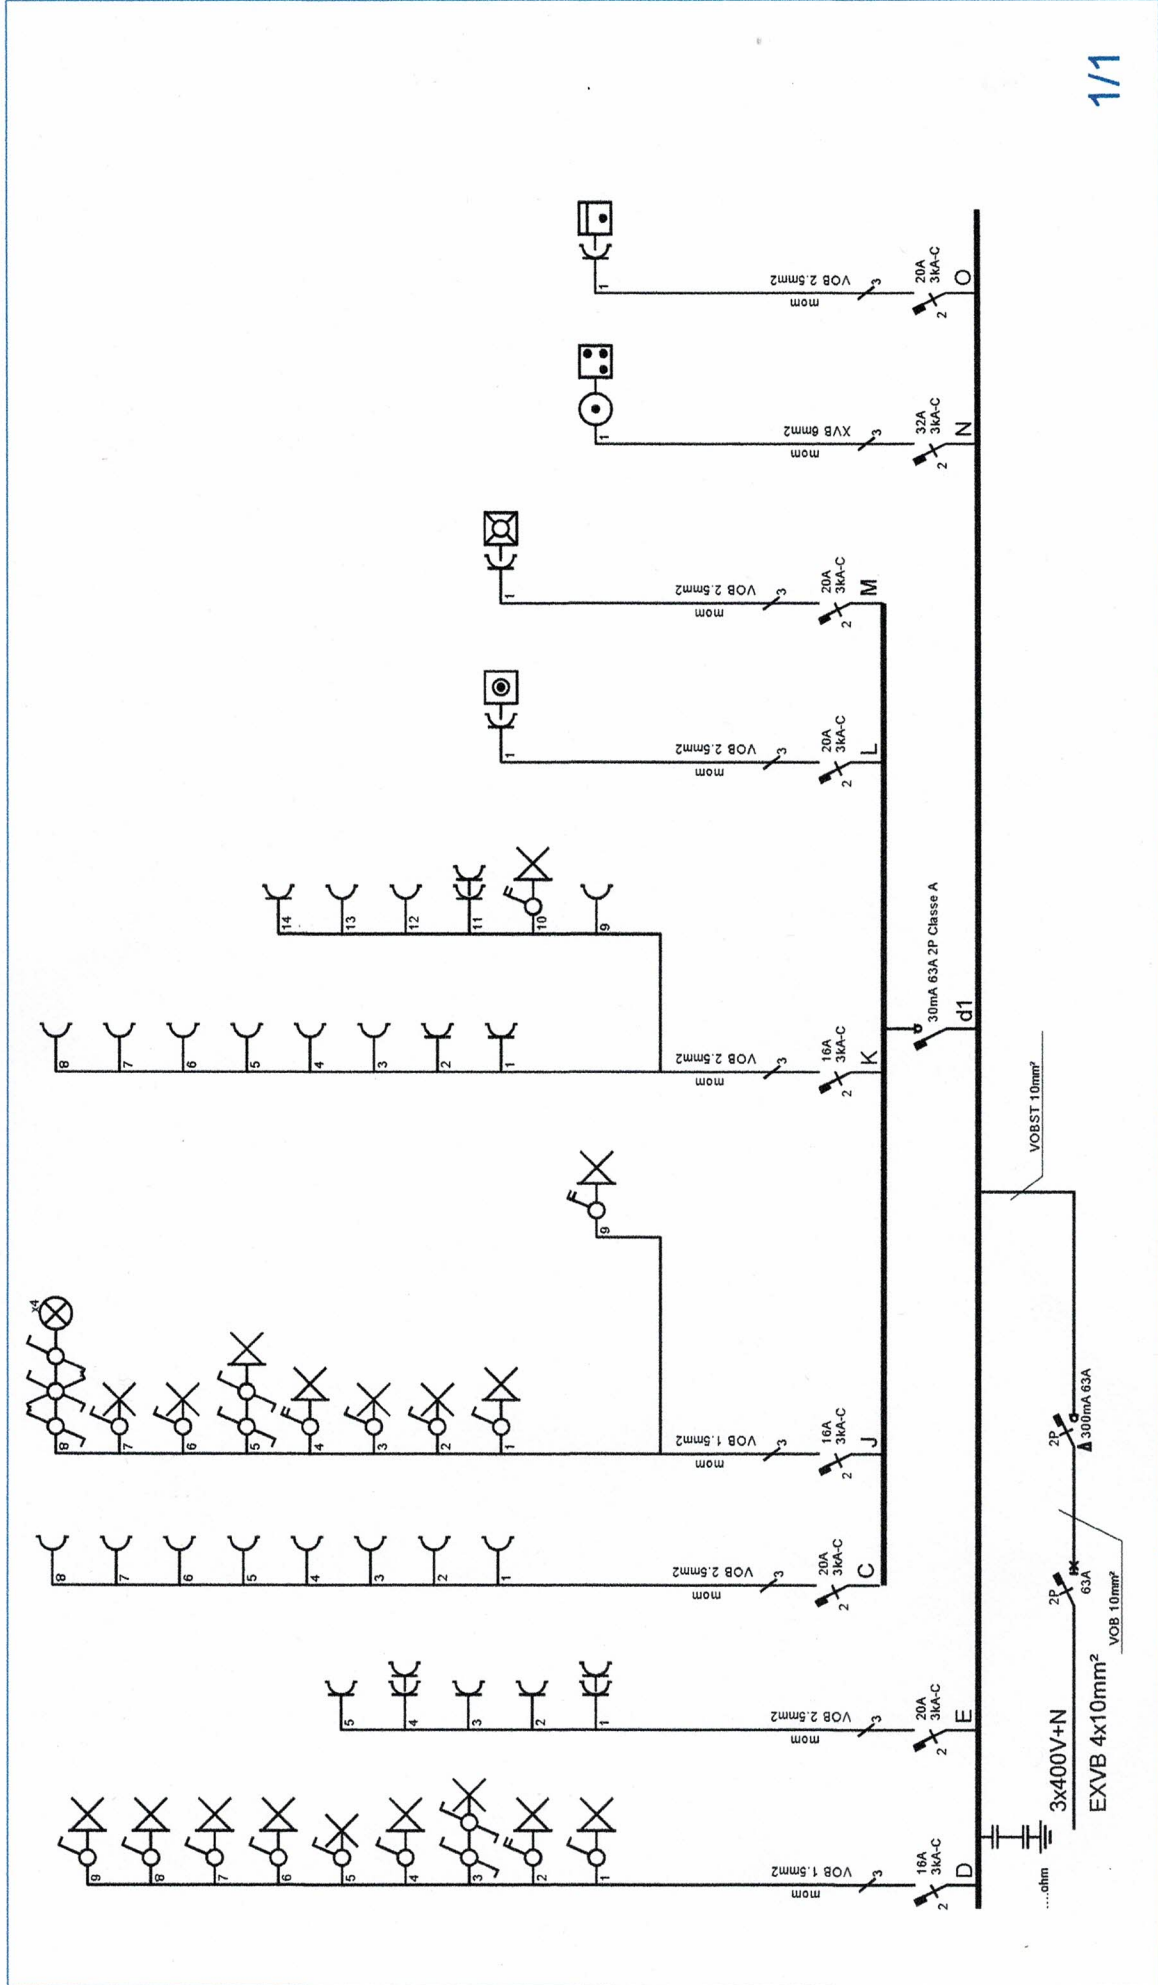 1/1
9
8
7
6
5
4
3
2
1
VOB 1.5mm2
mom
3
16A
3kA-C
2
D
5
4
3
2
1
VOB 2.5mm2
mom
3
20A
3kA-C
2
E
8
7
6
5
4
3
2
1
VOB 2.5mm2
mom
3
20A
3kA-C
2
C
x4
8
7
6
5
4
3
2
1
9
VOB 1.5mm2
mom
3
16A
3kA-C
2
J
8
7
6
5
4
3
2
1
14
13
12
11
10
9
VOB 2.5mm2
mom
3
16A
3kA-C
2
K
1
VOB 2.5mm2
mom
3
20A
3kA-C
2
L
1
VOB 2.5mm2
mom
3
20A
3kA-C
2
M
1
XVB 6mm2
mom
3
32A
3kA-C
2
N
1
VOB 2.5mm2
mom
3
20A
3kA-C
2
O
30mA 63A 2P Classe A
d1
....ohm
3x400V+N
EXVB 4x10mm²
2P
63A
VOB 10mm²
2P
Δ 300mA 63A
VOBST 10mm²